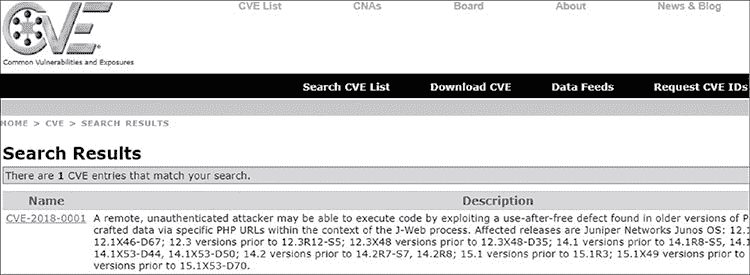 CVE List CNAs Board About News & Blog
CVE
Common Vulnerabilities and Exposures
Search CVE List Download CVE Data Feeds Request CVE IDs
HOME > CVE > SEARCH RESULTS
Search Results
There are 1 CVE entries that match your search.
Name Description
CVE-2018-0001 A remote, unauthenticated attacker may be able to execute code by exploiting a use-after-free defect found in older versions of P
crafted data via specific PHP URLs within the context of the J-Web process. Affected releases are Juniper Networks Junos OS: 12.1
12.1X46-D67; 12.3 versions prior to 12.3R12-S5; 12.3X48 versions prior to 12.3X48-D35; 14.1 versions prior to 14.1R8-S5, 14.
14.1X53-D44, 14.1X53-D50; 14.2 versions prior to 14.2R7-S7, 14.2R8; 15.1 versions prior to 15.1R3; 15.1X49 versions prior to
versions prior to 15.1X53-D70.